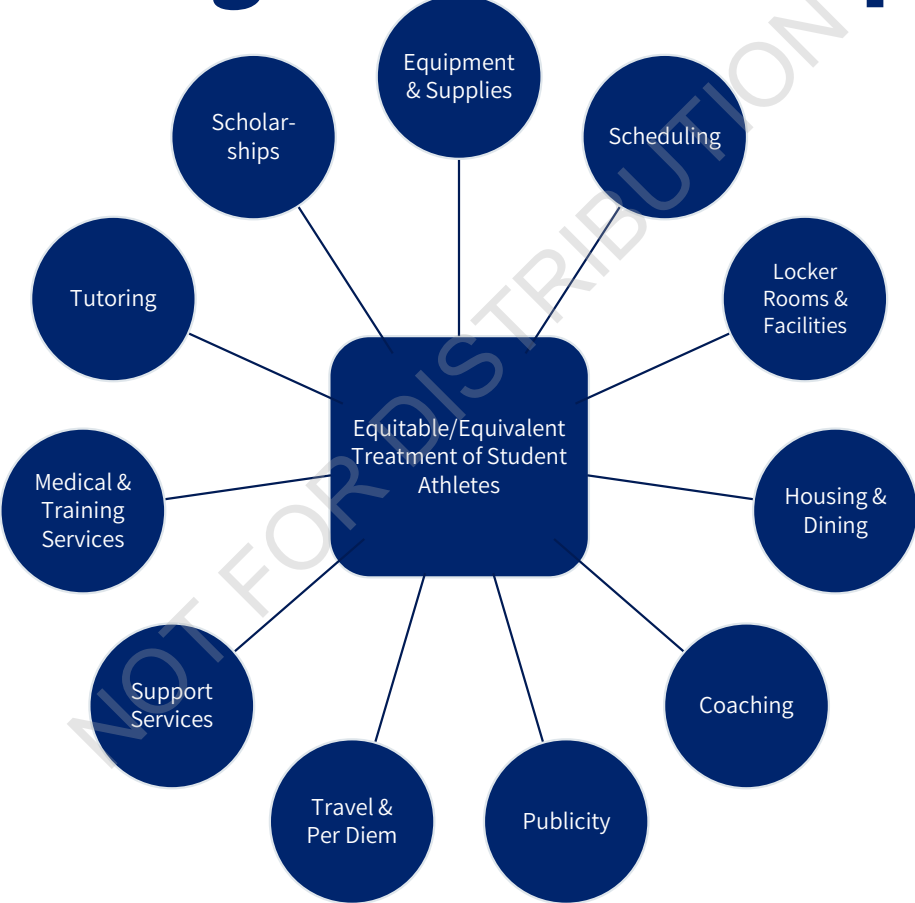 Equipment
& Supplies
Scheduling
Locker
Rooms &
Facilities
Housing &
Dining
Coaching
Publicity
Travel &
Per Diem
Support
Services
Medical &
Training
Services
Tutoring
Scholar-
ships
Equitable/Equivalent
Treatment of Student
Athletes
NOT FOR DISTRIBUTION